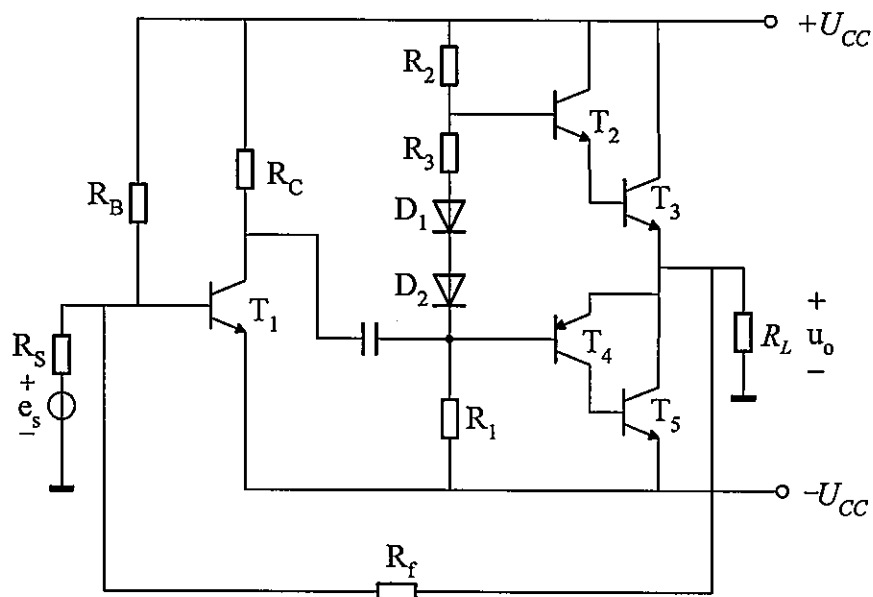 +U_CC
R_2
T_2
R_3
R_C
R_B
T_3
D_1
D_2
T_1
R_S
+
e_s
−
T_4
R_L
+
u_o
−
R_1
T_5
−U_CC
R_f